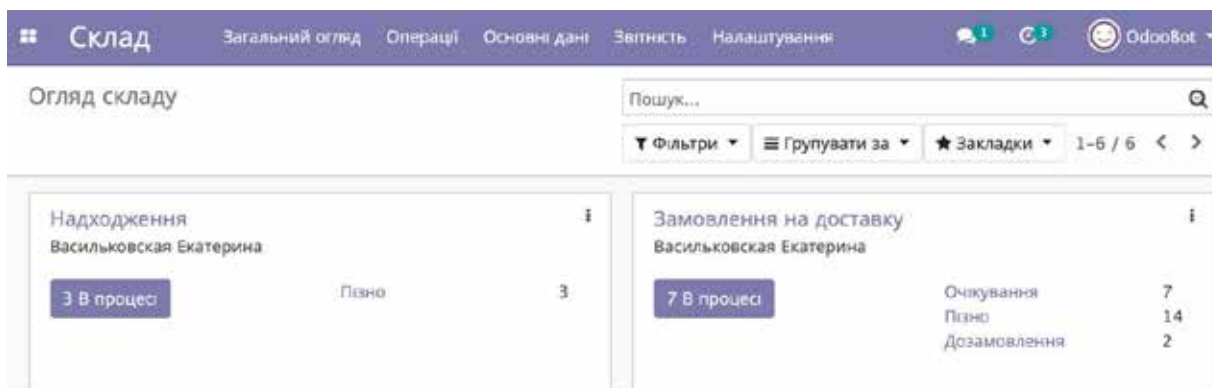 Склад Загальний огляд Операції Основні дані Звітність Налаштування 1 3 OdooBot
Огляд складу
Пошук...
Фільтри Групувати за Закладки 1-6 / 6
Надходження
Васильковская Екатерина
3 В процесі
Пізно 3
Замовлення на доставку
Васильковская Екатерина
7 В процесі
Очікування 7
Пізно 14
Дозамовлення 2